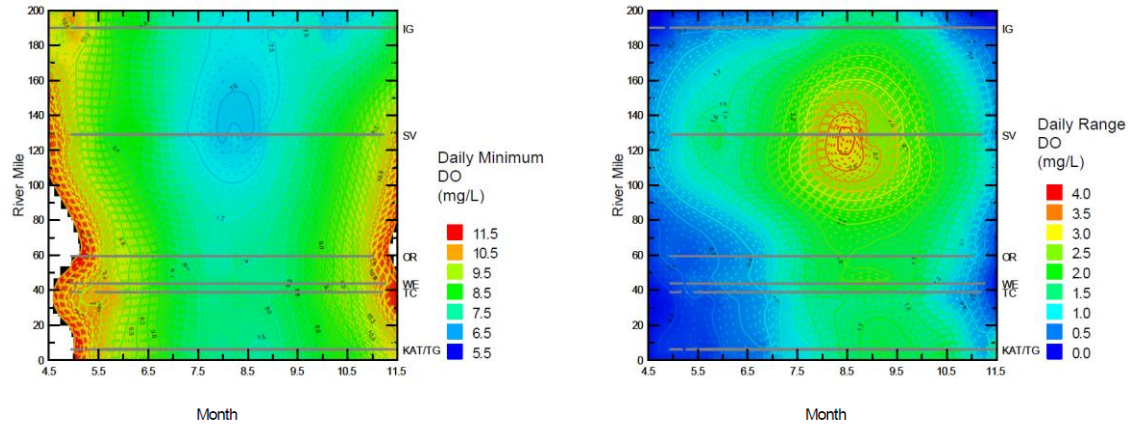 200
180
160
140
120
100
80
60
40
20
0
River Mile
4.5 5.5 6.5 7.5 8.5 9.5 10.5 11.5
Month
IG
SV
OR
WE
TC
KAT/TG
Daily Minimum
DO
(mg/L)
11.5
10.5
9.5
8.5
7.5
6.5
5.5
200
180
160
140
120
100
80
60
40
20
0
River Mile
4.5 5.5 6.5 7.5 8.5 9.5 10.5 11.5
Month
IG
SV
OR
WE
TC
KAT/TG
Daily Range
DO
(mg/L)
4.0
3.5
3.0
2.5
2.0
1.5
1.0
0.5
0.0